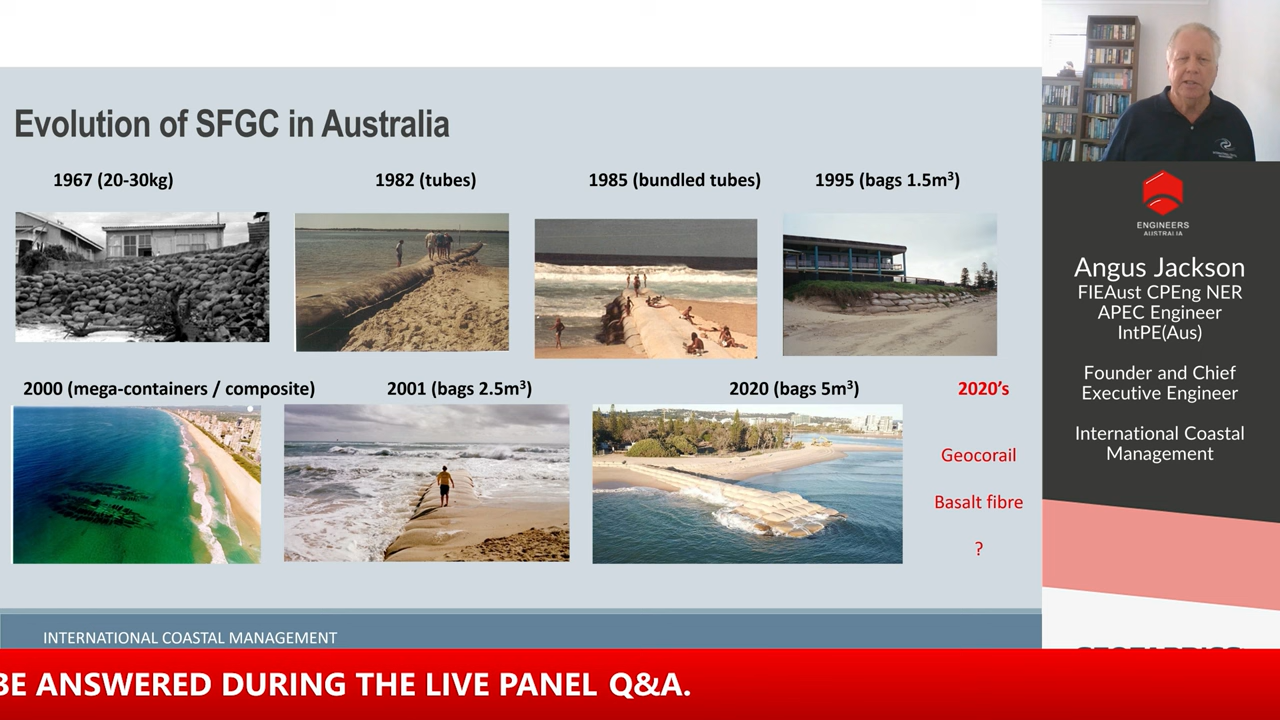 Evolution of SFGC in Australia
1967 (20-30kg)
1982 (tubes)
1985 (bundled tubes)
1995 (bags 1.5m³)
2000 (mega-containers / composite)
2001 (bags 2.5m³)
2020 (bags 5m³)
2020's
Geocorail
Basalt fibre
?
INTERNATIONAL COASTAL MANAGEMENT
ENGINEERS
AUSTRALIA
Angus Jackson
FIEAust CPEng NER
APEC Engineer
IntPE(Aus)
Founder and Chief
Executive Engineer
International Coastal
Management
BE ANSWERED DURING THE LIVE PANEL Q&A.